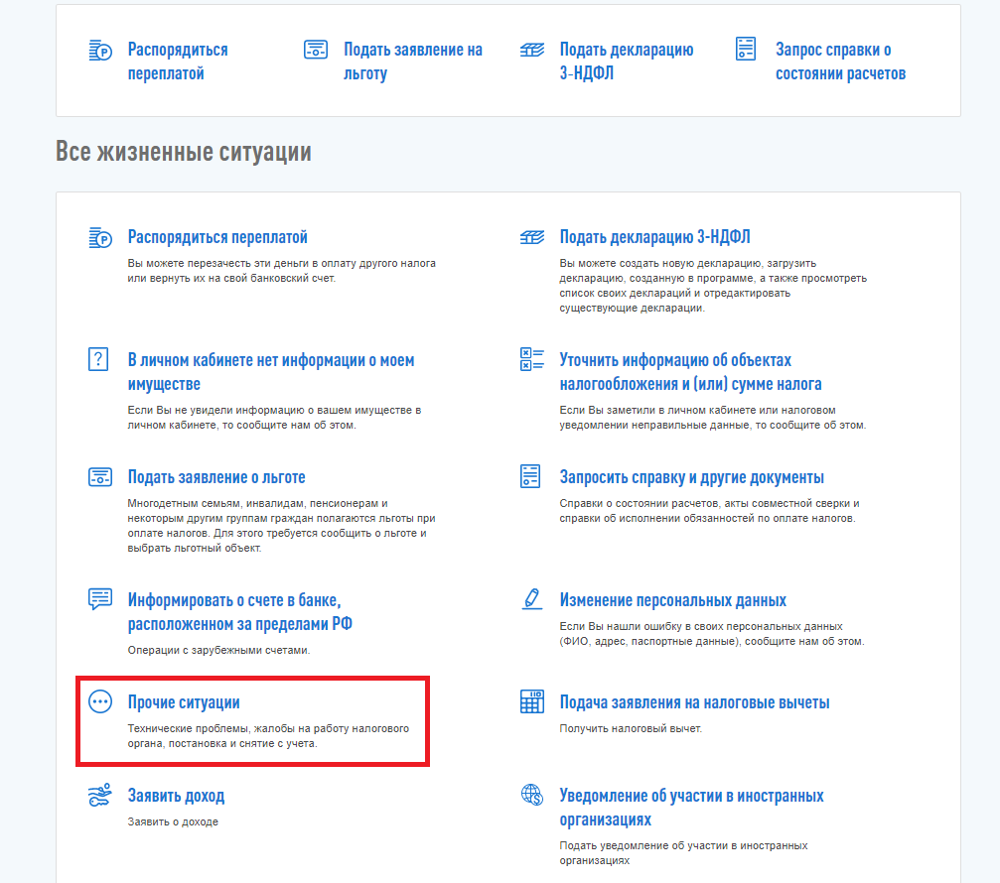 Распорядиться
переплатой
Подать заявление на
льготу
Подать декларацию
3-НДФЛ
Запрос справки о
состоянии расчетов
Все жизненные ситуации
Распорядиться переплатой
Вы можете перезачесть эти деньги в оплату другого налога
или вернуть их на свой банковский счет.
Подать декларацию 3-НДФЛ
Вы можете создать новую декларацию, загрузить
декларацию, созданную в программе, а также просмотреть
список своих деклараций и отредактировать
существующие декларации.
В личном кабинете нет информации о моем
имуществе
Если Вы не увидели информацию о вашем имуществе в
личном кабинете, то сообщите нам об этом.
Уточнить информацию об объектах
налогообложения и (или) сумме налога
Если Вы заметили в личном кабинете или налоговом
уведомлении неправильные данные, то сообщите об этом.
Подать заявление о льготе
Многодетным семьям, инвалидам, пенсионерам и
некоторым другим группам граждан полагаются льготы при
оплате налогов. Для этого требуется сообщить о льготе и
выбрать льготный объект.
Запросить справку и другие документы
Справки о состоянии расчетов, акты совместной сверки и
справки об исполнении обязанностей по оплате налогов.
Информировать о счете в банке,
расположенном за пределами РФ
Операции с зарубежными счетами.
Изменение персональных данных
Если Вы нашли ошибку в своих персональных данных
(ФИО, адрес, паспортные данные), сообщите нам об этом.
Прочие ситуации
Технические проблемы, жалобы на работу налогового
органа, постановка и снятие с учета.
Подача заявления на налоговые вычеты
Получить налоговый вычет.
Заявить доход
Заявить о доходе
Уведомление об участии в иностранных
организациях
Подать уведомление об участии в иностранных
организациях